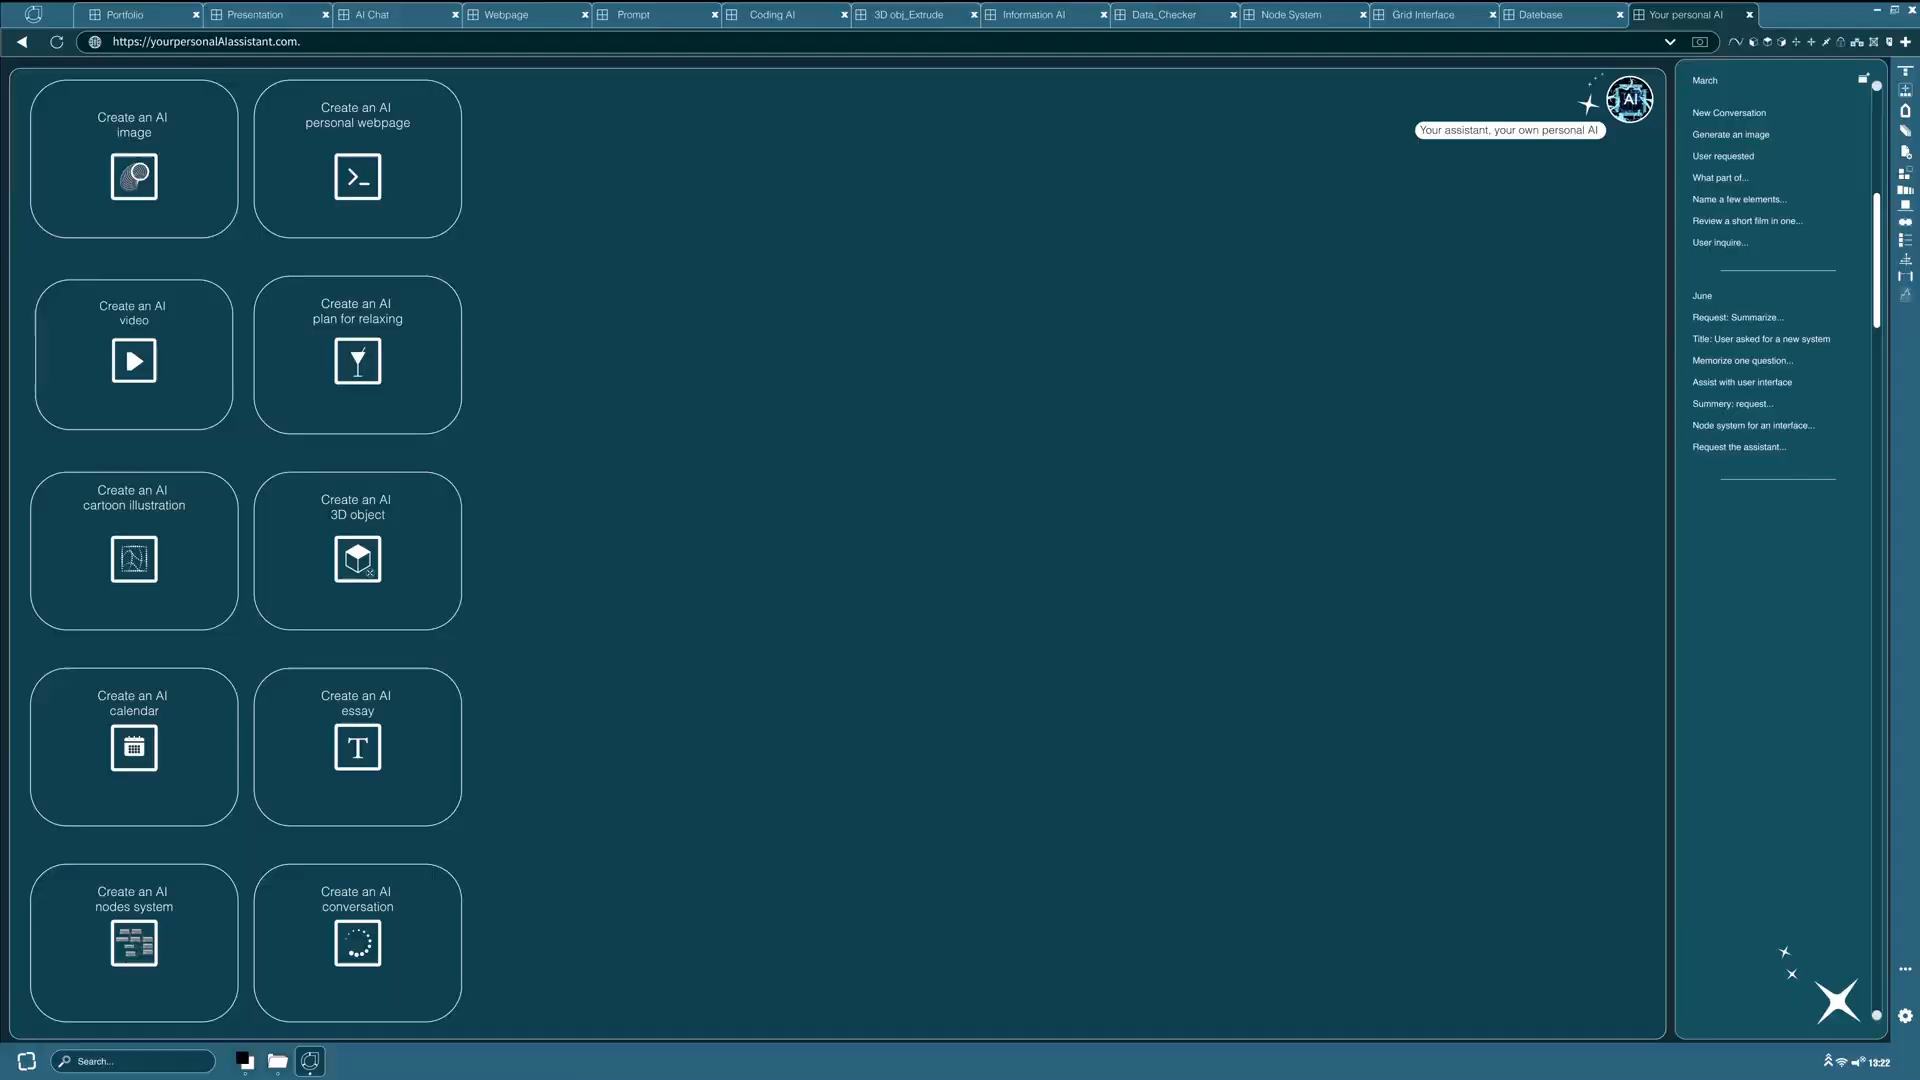 Portfolio
Presentation
AI Chat
Webpage
Prompt
Coding AI
3D obj_Extrude
Information AI
Data_Checker
Node System
Grid Interface
Datebase
Your personal AI
https://yourpersonalAIassistant.com.
Create an AI
image
Create an AI
personal webpage
Create an AI
video
Create an AI
plan for relaxing
Create an AI
cartoon illustration
Create an AI
3D object
Create an AI
calendar
Create an AI
essay
T
Create an AI
nodes system
Create an AI
conversation
AI
Your assistant, your own personal AI
March
New Conversation
Generate an image
User requested
What part of...
Name a few elements...
Review a short film in one...
User inquire...
June
Request: Summarize...
Title: User asked for a new system
Memorize one question...
Assist with user interface
Summery: request...
Node system for an interface...
Request the assistant...
Search...
13:22